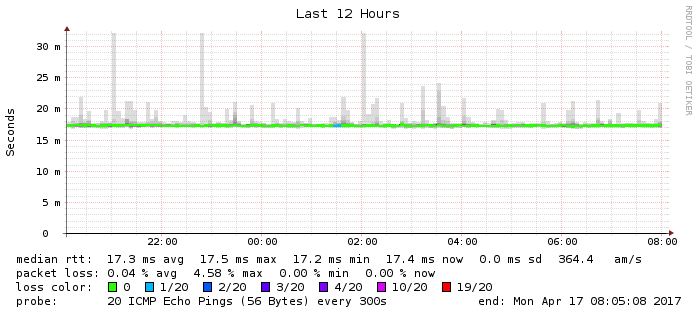 Last 12 Hours
RRDTOOL / TOBI OETIKER
Seconds
30 m
25 m
20 m
15 m
10 m
5 m
0
22:00 00:00 02:00 04:00 06:00 08:00
median rtt: 17.3 ms avg 17.5 ms max 17.2 ms min 17.4 ms now 0.0 ms sd 364.4 am/s
packet loss: 0.04 % avg 4.58 % max 0.00 % min 0.00 % now
loss color: 0 1/20 2/20 3/20 4/20 10/20 19/20
probe: 20 ICMP Echo Pings (56 Bytes) every 300s end: Mon Apr 17 08:05:08 2017